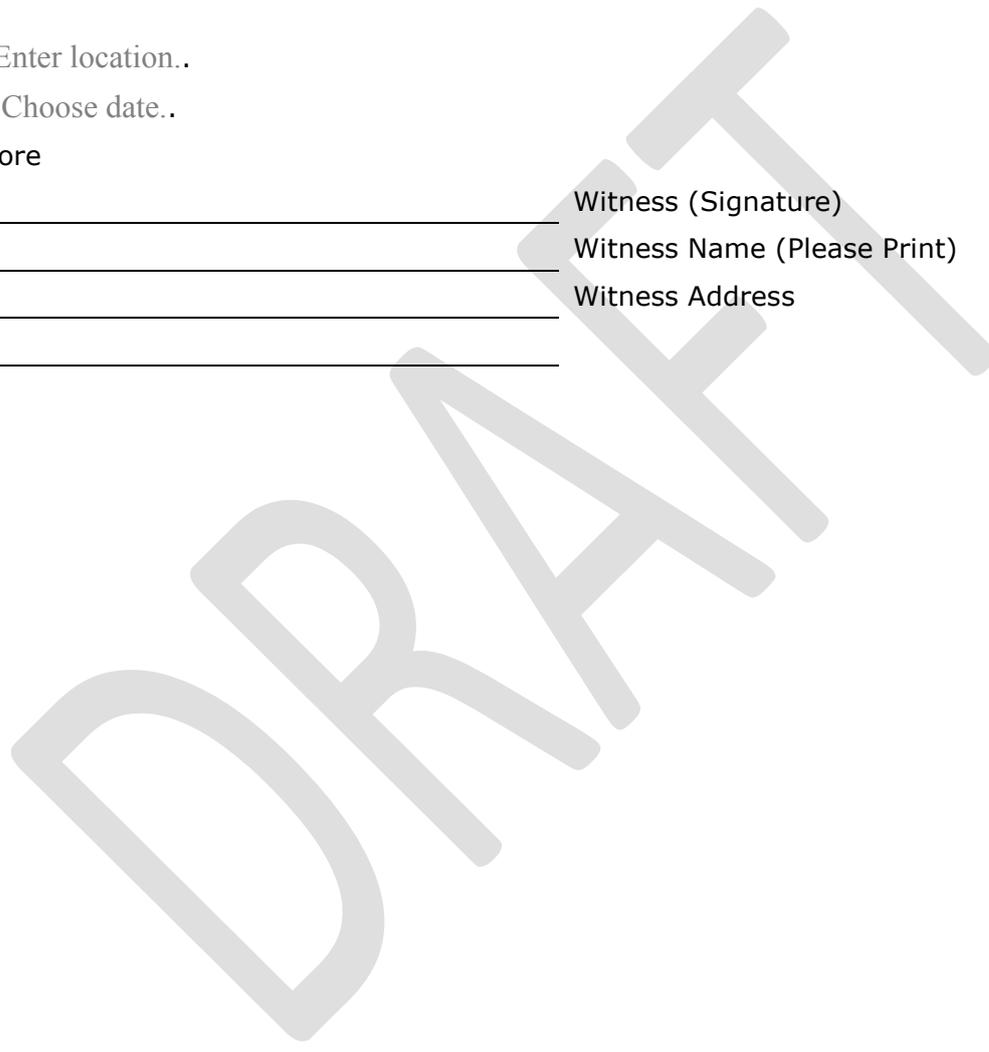 Enter location..
Choose date..
ore
Witness (Signature)
Witness Name (Please Print)
Witness Address
DRAFT